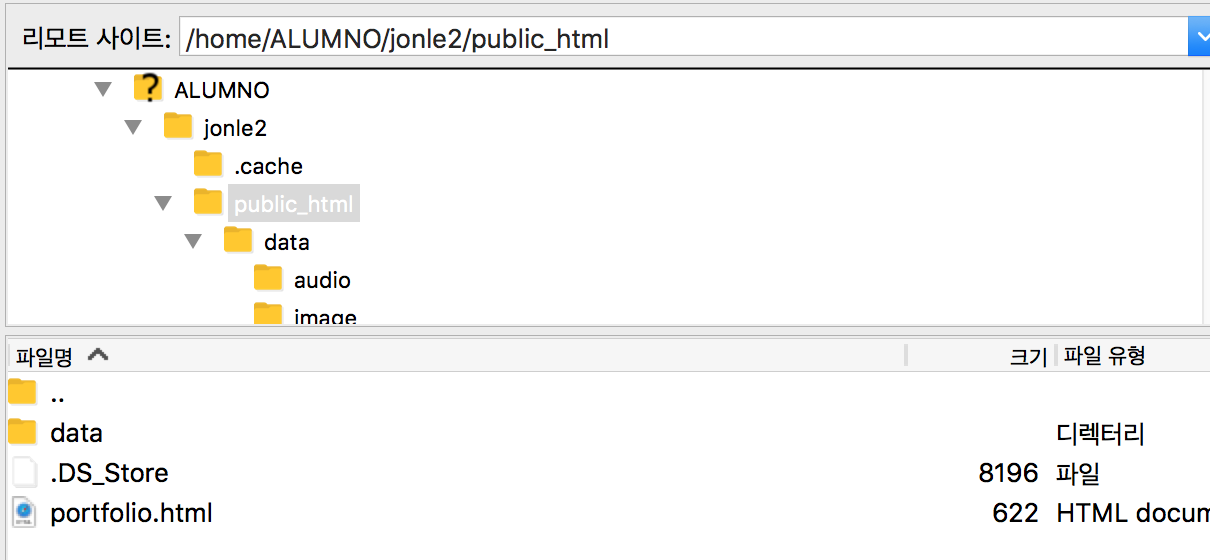 리모트 사이트: /home/ALUMNO/jonle2/public_html
ALUMNO
jonle2
.cache
public_html
data
audio
image
파일명 크기 파일 유형
..
data 디렉터리
.DS_Store 8196 파일
portfolio.html 622 HTML docum